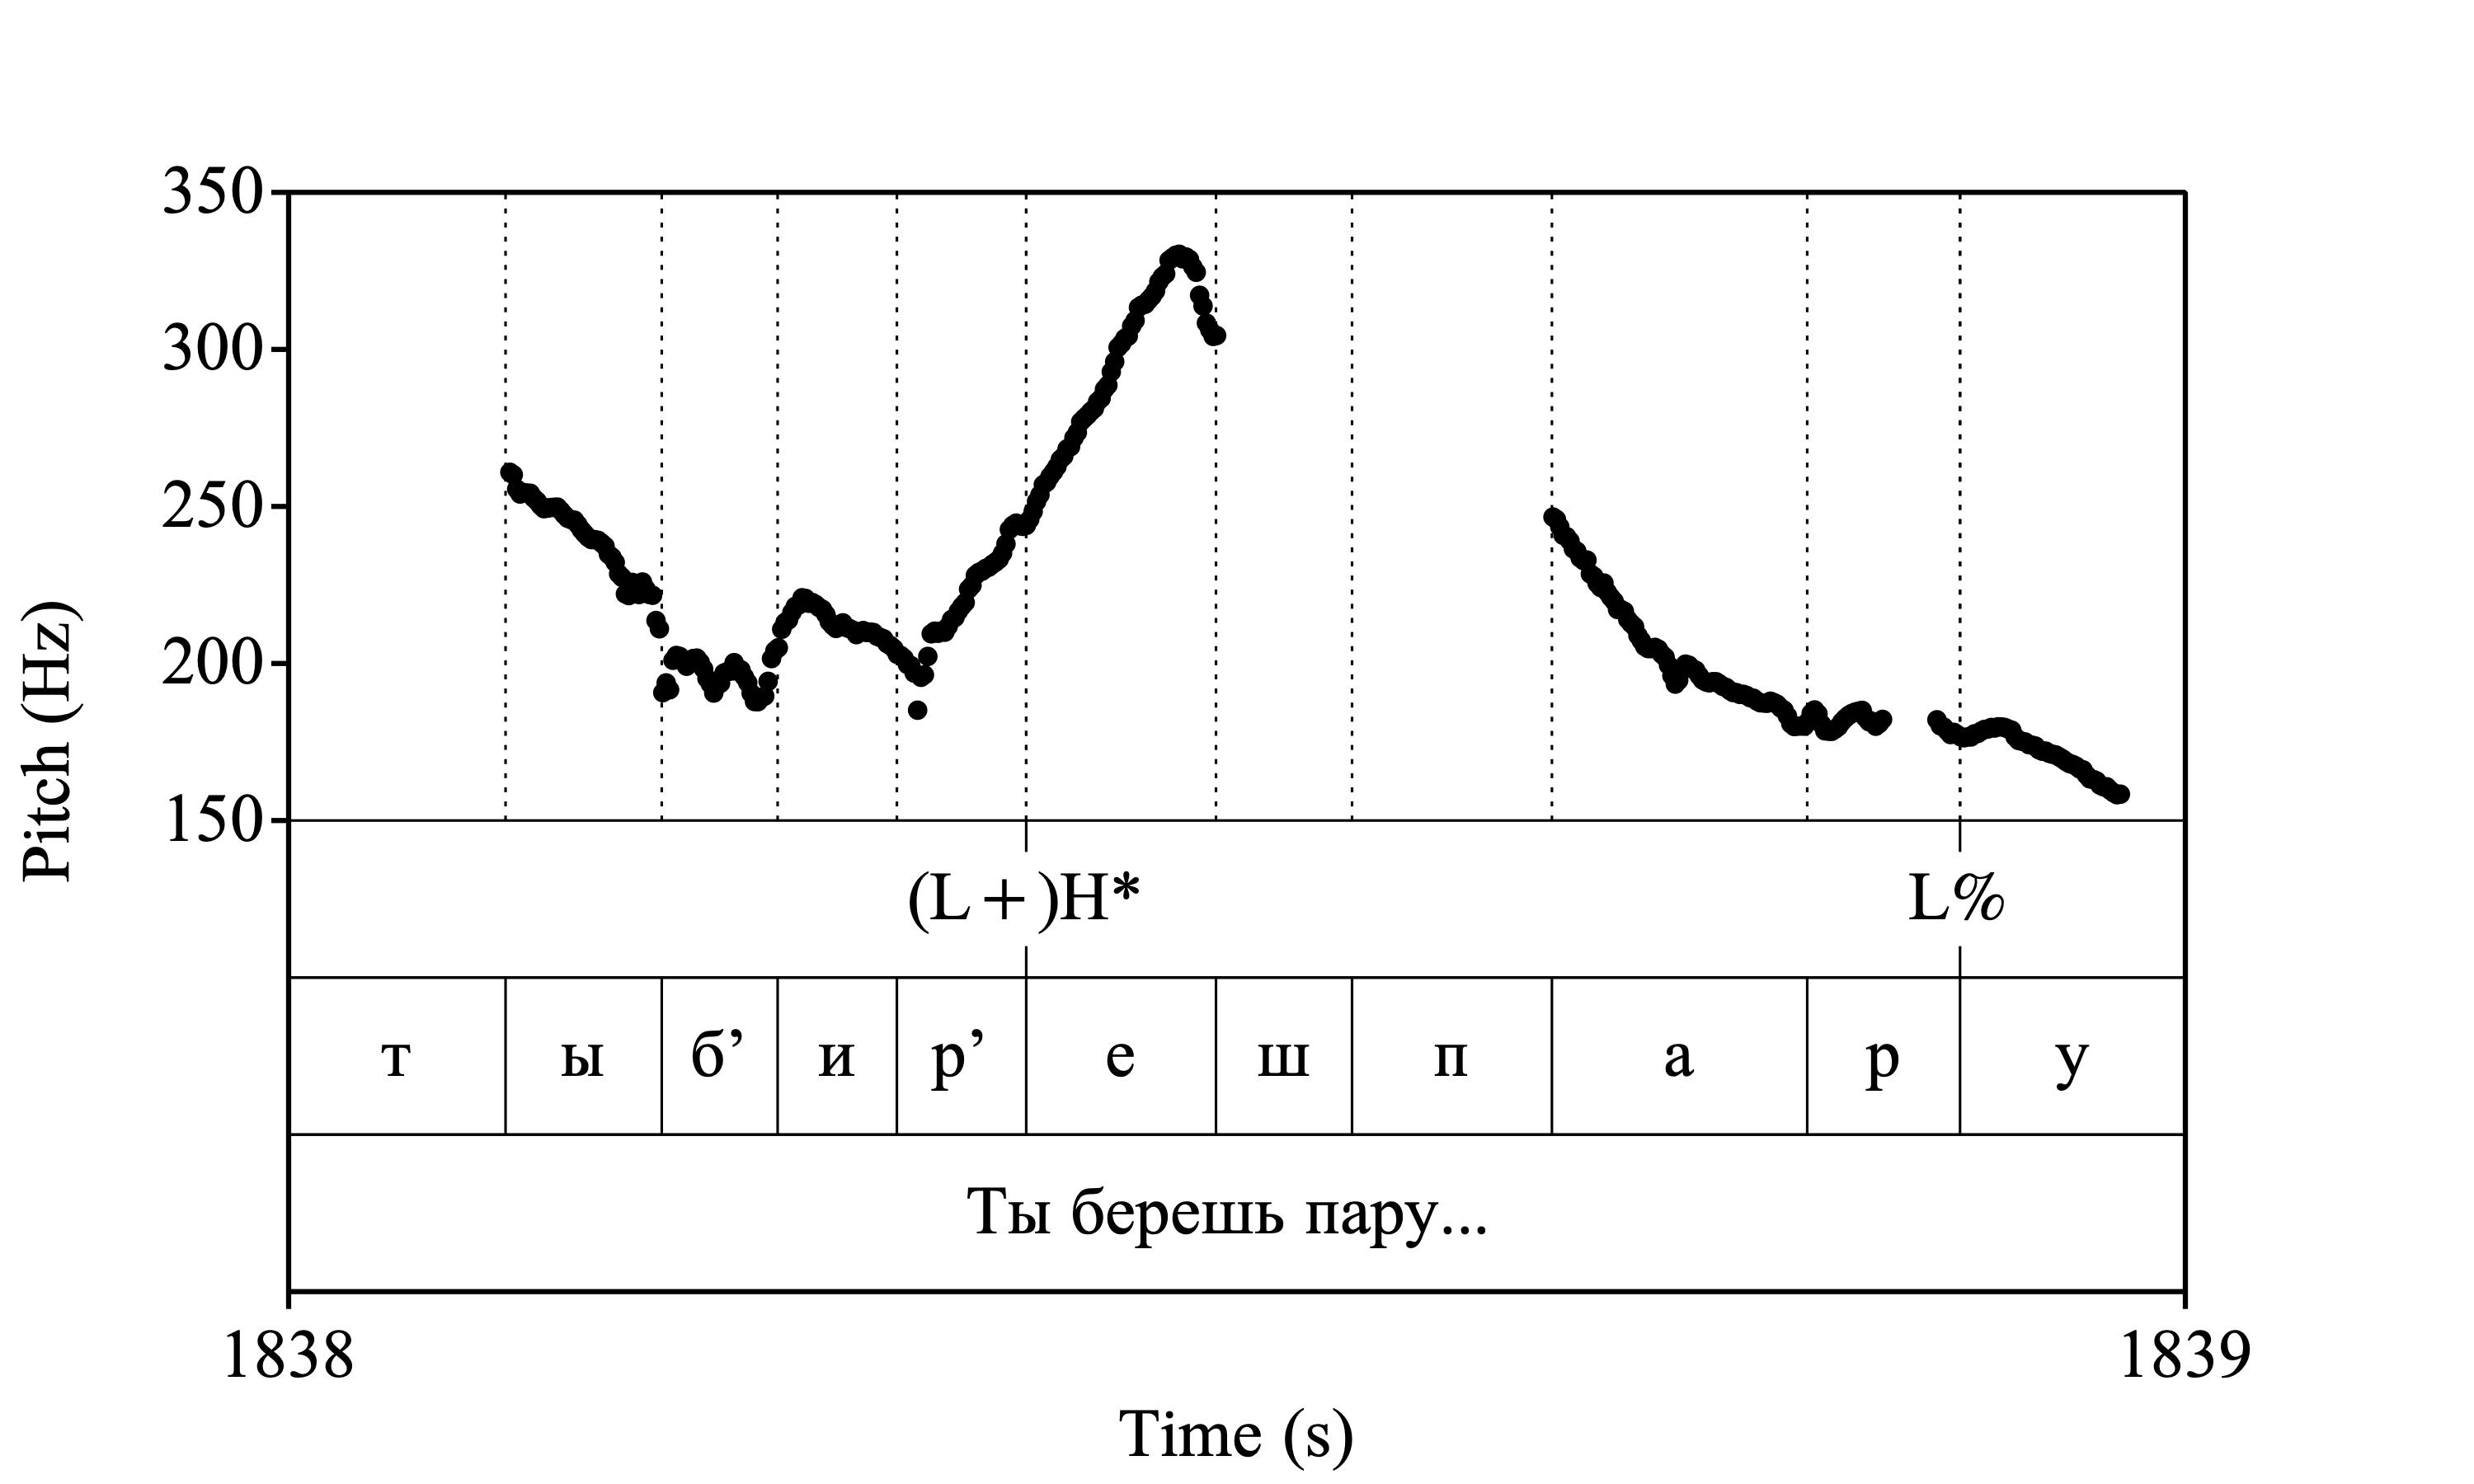 350
300
250
200
150
Pitch (Hz)
(L+)H* L%
т ы б’ и р’ е ш п а р у
Ты берешь пару...
1838 1839
Time (s)